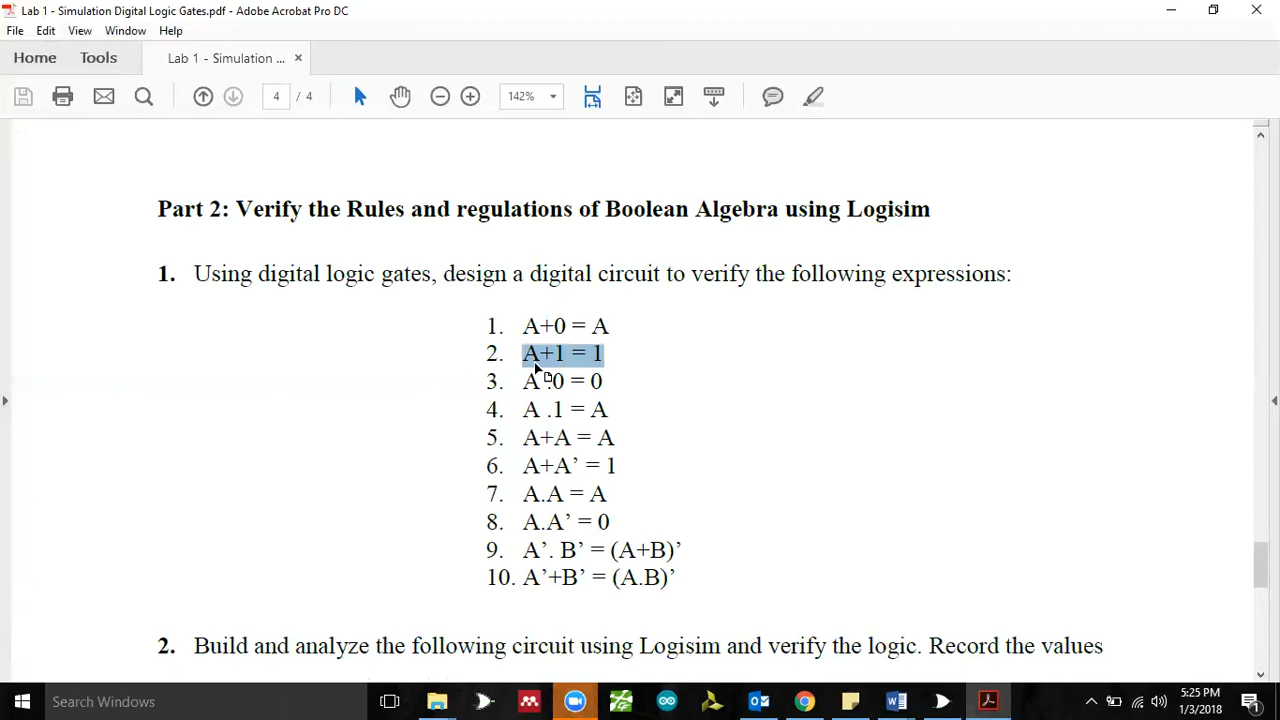 Lab 1 - Simulation Digital Logic Gates.pdf - Adobe Acrobat Pro DC
File Edit View Window Help
Home Tools Lab 1 - Simulation ... ×
4 / 4 142%
Part 2: Verify the Rules and regulations of Boolean Algebra using Logisim
1. Using digital logic gates, design a digital circuit to verify the following expressions:
1. A+0 = A
2. A+1 = 1
3. A .0 = 0
4. A .1 = A
5. A+A = A
6. A+A’ = 1
7. A.A = A
8. A.A’ = 0
9. A’. B’ = (A+B)’
10. A’+B’ = (A.B)’
2. Build and analyze the following circuit using Logisim and verify the logic. Record the values
Search Windows
5:25 PM
1/3/2018
1